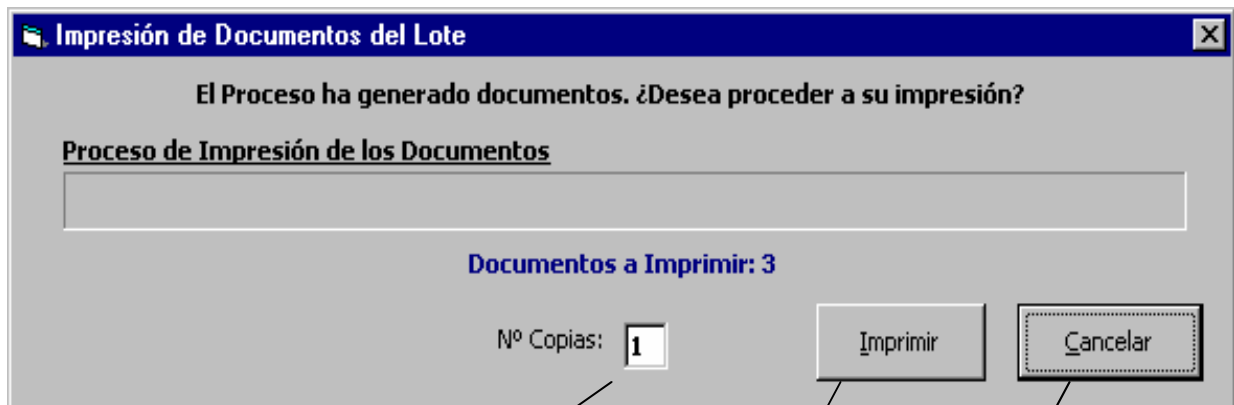 Impresión de Documentos del Lote
El Proceso ha generado documentos. ¿Desea proceder a su impresión?
Proceso de Impresión de los Documentos
Documentos a Imprimir: 3
Nº Copias: 1
Imprimir
Cancelar